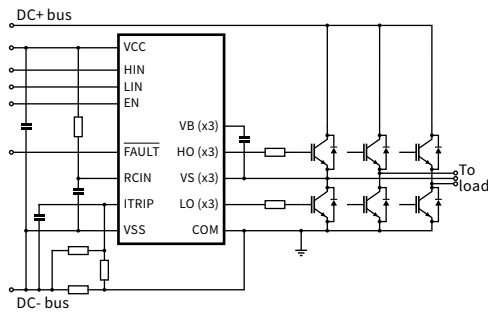 DC+ bus
VCC
HIN
LIN
EN
VB (x3)
FAULT
HO (x3)
RCIN
VS (x3)
To
load
ITRIP
LO (x3)
VSS
COM
DC- bus